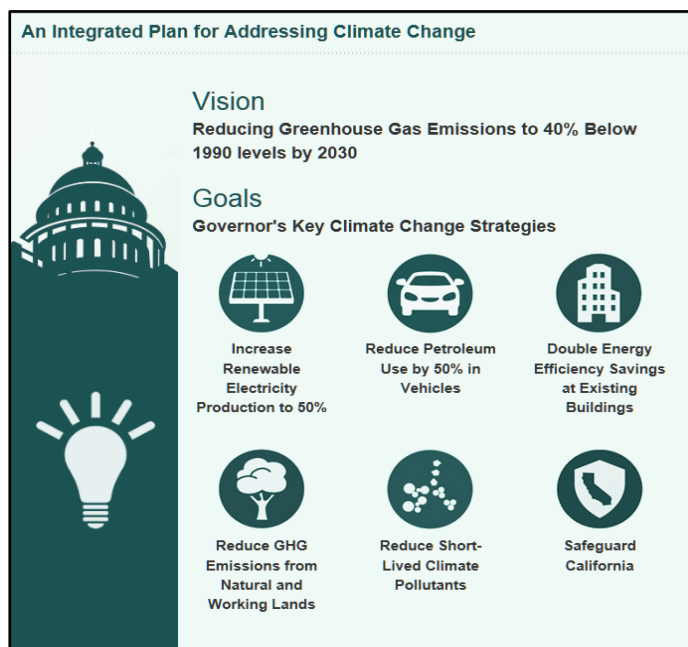 An Integrated Plan for Addressing Climate Change
Vision
Reducing Greenhouse Gas Emissions to 40% Below
1990 levels by 2030
Goals
Governor's Key Climate Change Strategies
Increase
Renewable
Electricity
Production to 50%
Reduce Petroleum
Use by 50% in
Vehicles
Double Energy
Efficiency Savings
at Existing
Buildings
Reduce GHG
Emissions from
Natural and
Working Lands
Reduce Short-
Lived Climate
Pollutants
Safeguard
California